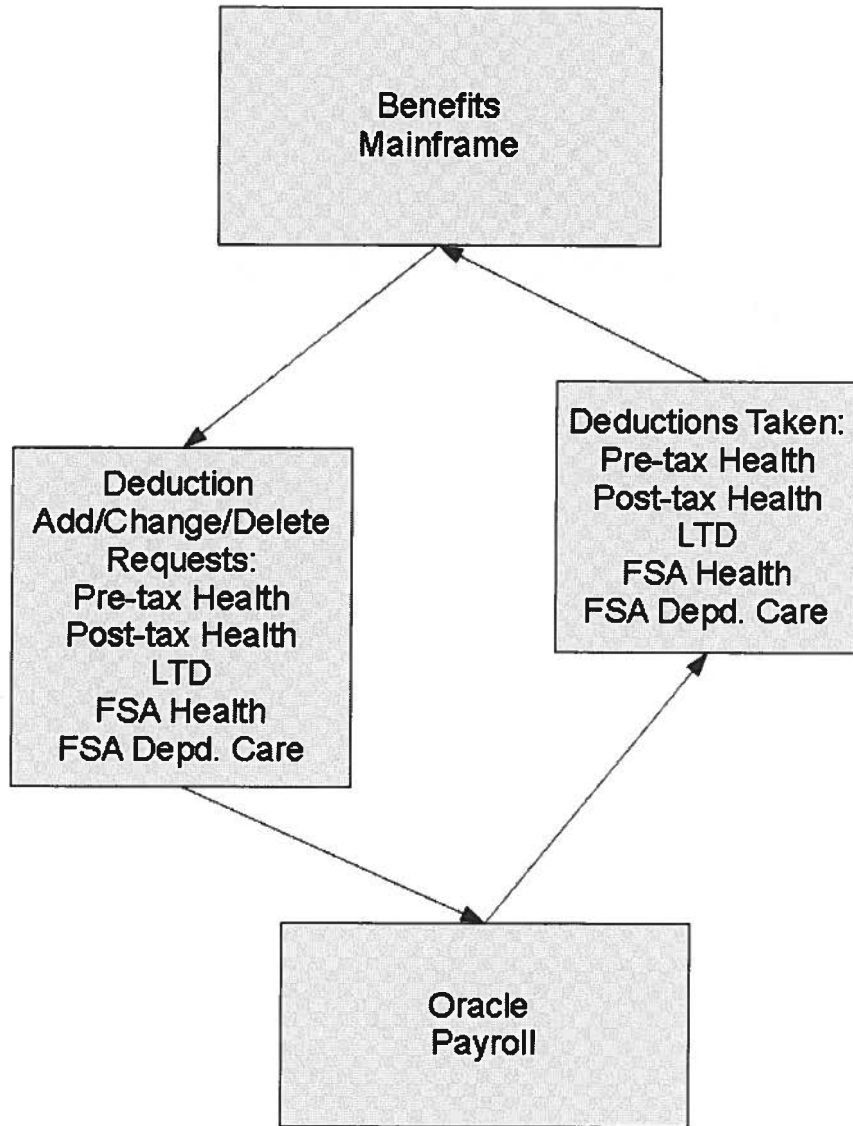 Benefits
Mainframe
Deduction
Add/Change/Delete
Requests:
Pre-tax Health
Post-tax Health
LTD
FSA Health
FSA Depd. Care
Deductions Taken:
Pre-tax Health
Post-tax Health
LTD
FSA Health
FSA Depd. Care
Oracle
Payroll